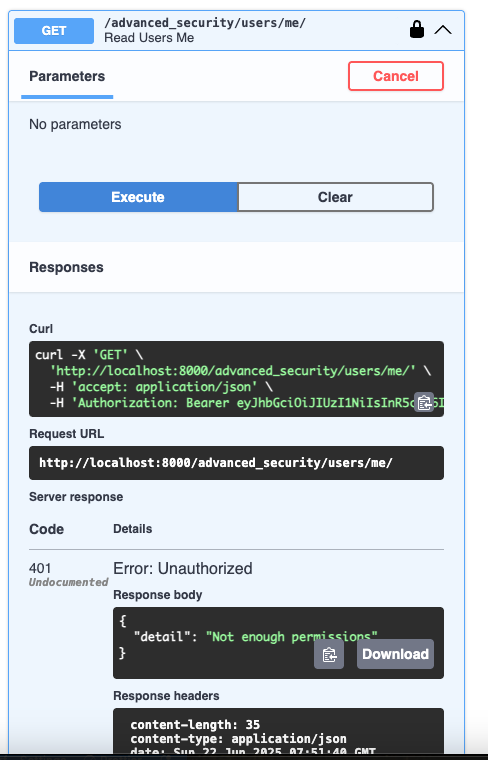 GET
/advanced_security/users/me/
Read Users Me
Parameters
Cancel
No parameters
Execute
Clear
Responses
Curl
curl -X 'GET' \
'http://localhost:8000/advanced_security/users/me/' \
-H 'accept: application/json' \
-H 'Authorization: Bearer eyJhbGciOiJIUzI1NiIsInR5c
Request URL
http://localhost:8000/advanced_security/users/me/
Server response
Code
Details
401
Undocumented
Error: Unauthorized
Response body
{
"detail": "Not enough permissions"
}
Download
Response headers
content-length: 35
content-type: application/json
date: Sun,22 Jun 2025 07:51:40 GMT